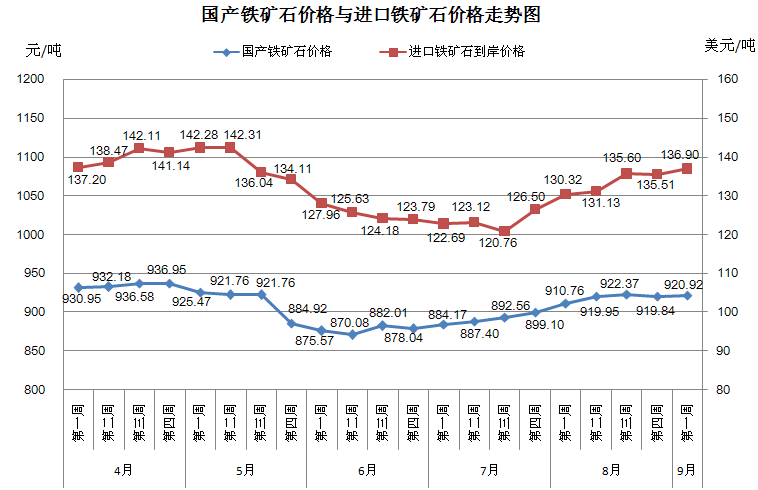 国产铁矿石价格与进口铁矿石价格走势图
元/吨
美元/吨
国产铁矿石价格
进口铁矿石到岸价格
1200
1150
1100
1050
1000
950
900
850
800
160
150
140
130
120
110
100
90
80
137.20
138.47
142.11
141.14
142.28
142.31
136.04
134.11
127.96
125.63
124.18
123.79
122.69
123.12
120.76
126.50
130.32
131.13
135.60
135.51
136.90
930.95
932.18
936.58
936.95
925.47
921.76
921.76
884.92
875.57
870.08
882.01
878.04
884.17
887.40
892.56
899.10
910.76
919.95
922.37
919.84
920.92
第一周
第二周
第三周
第四周
第一周
第二周
第三周
第四周
第一周
第二周
第三周
第四周
第一周
第二周
第三周
第四周
第一周
第二周
第三周
第四周
第一周
4月
5月
6月
7月
8月
9月